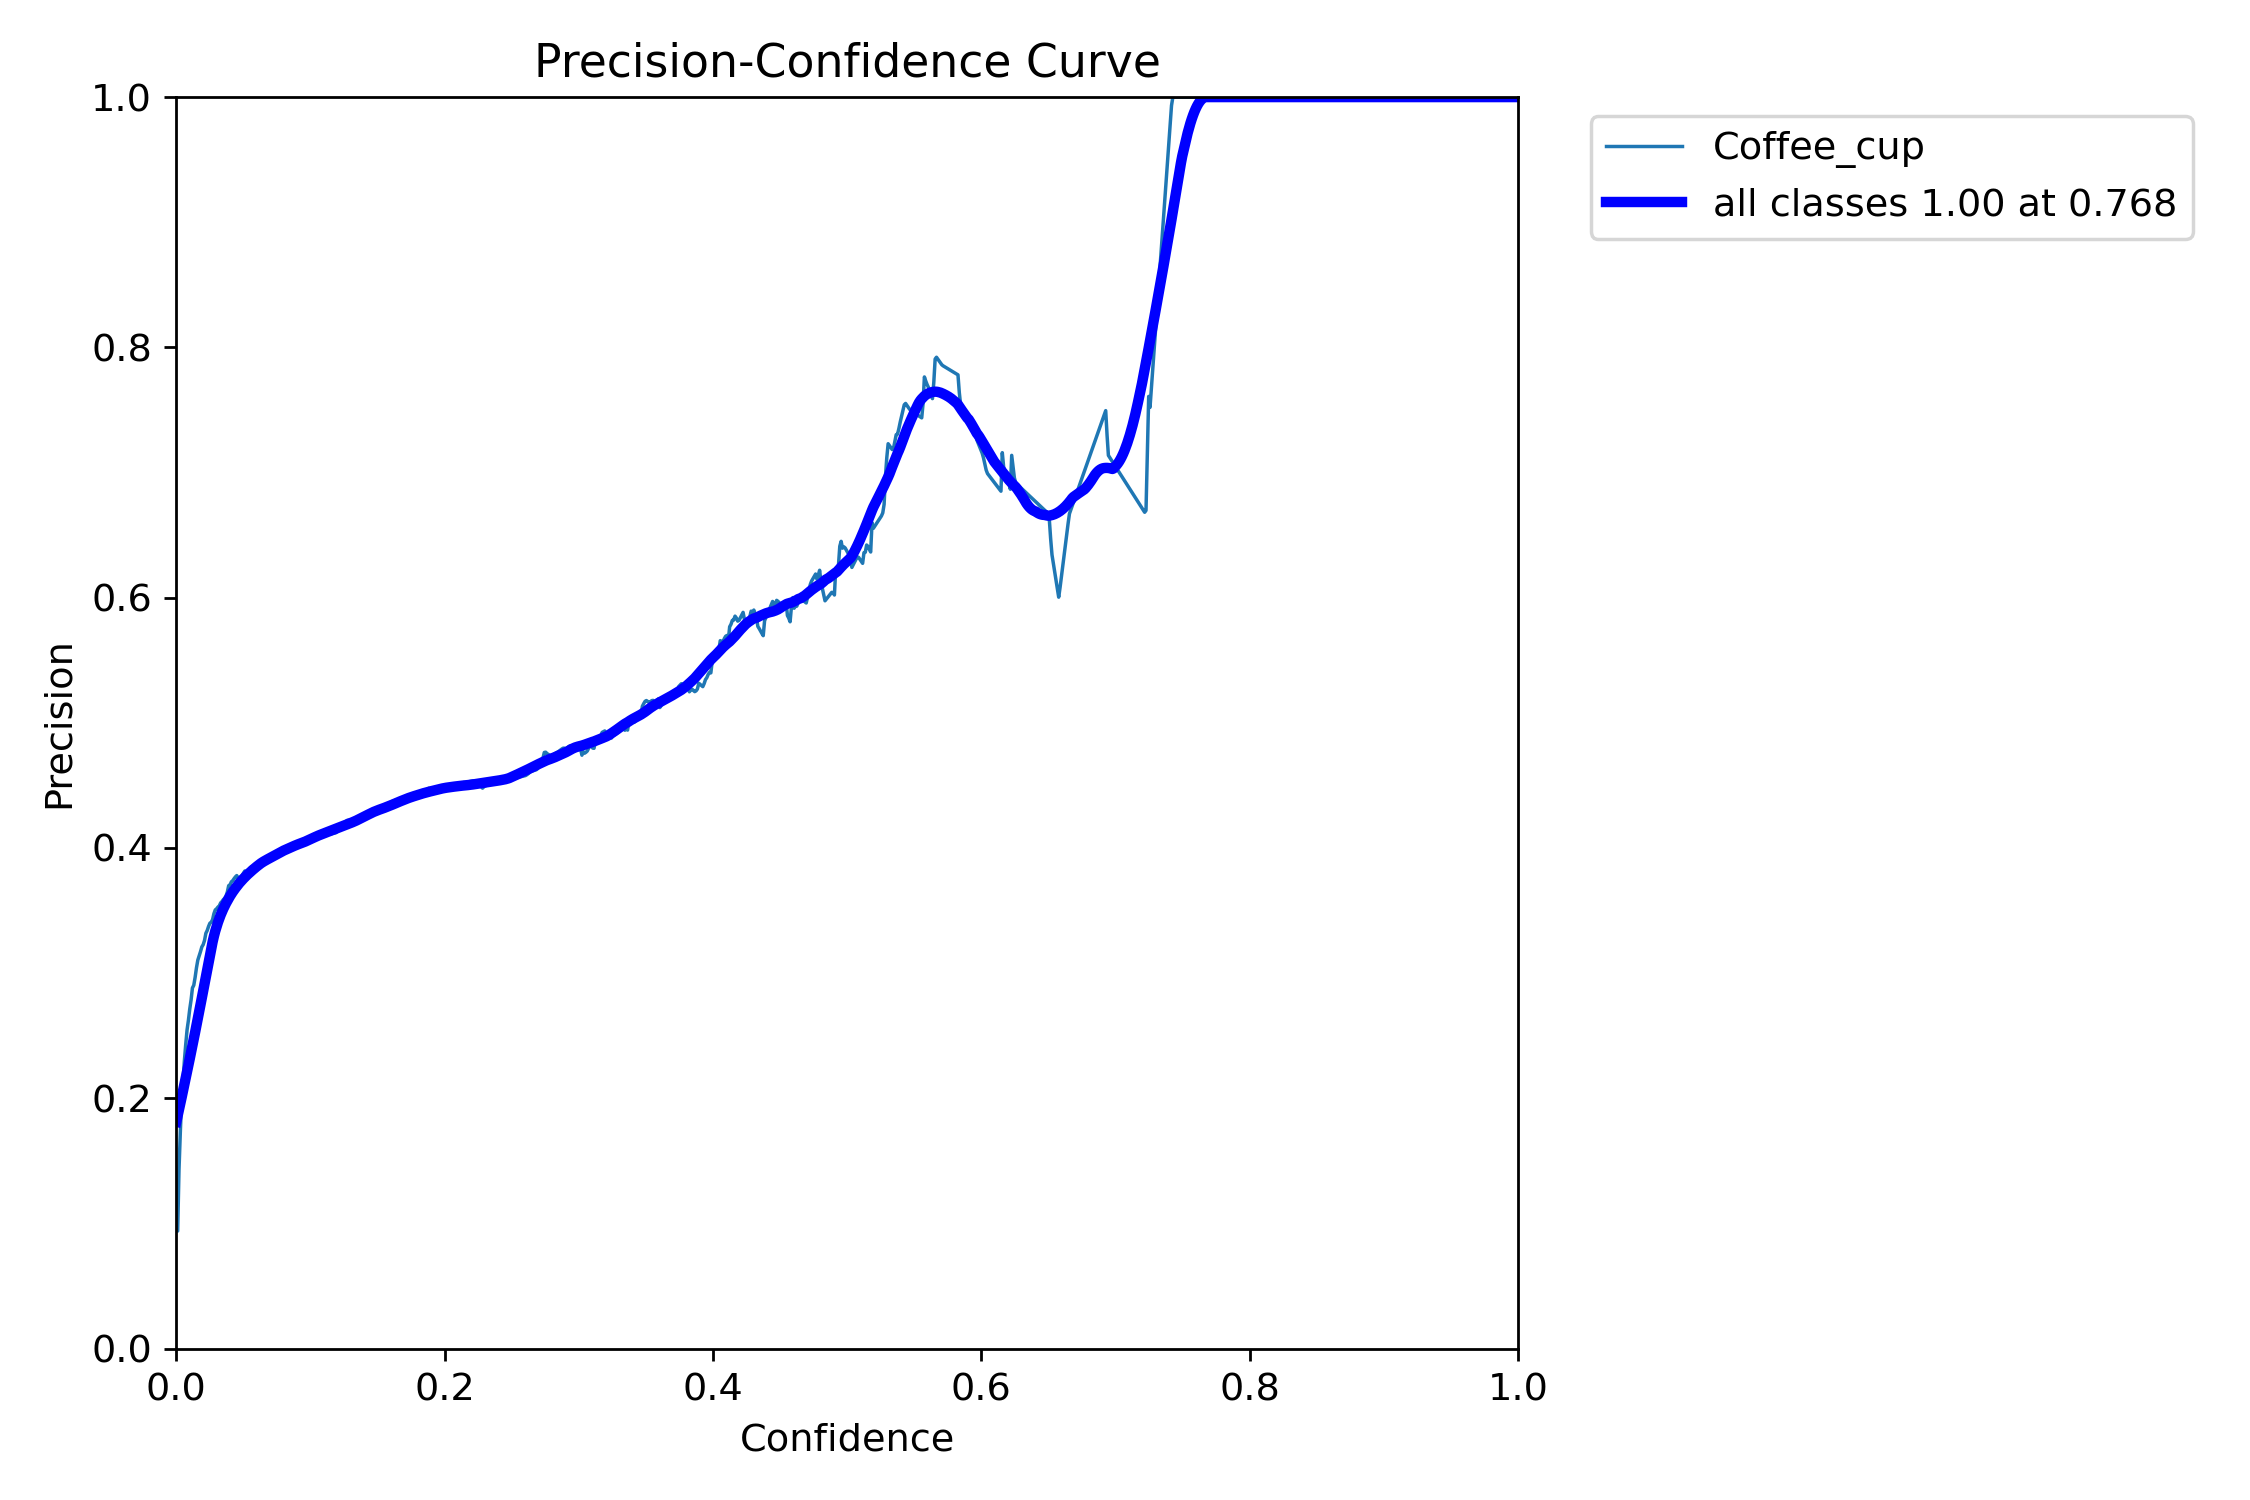 Precision-Confidence Curve
1.0
0.8
0.6
0.4
0.2
0.0
Precision
0.0 0.2 0.4 0.6 0.8 1.0
Confidence
Coffee_cup
all classes 1.00 at 0.768